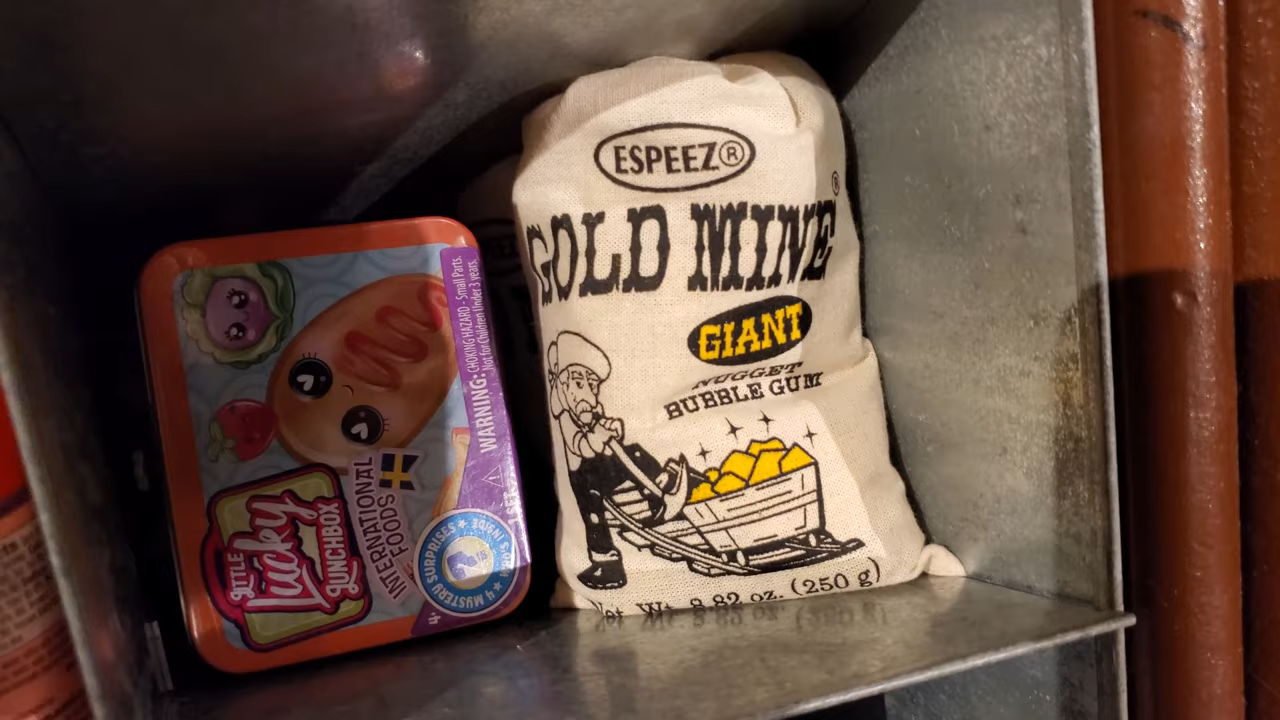 ESPEEZ®
GOLD MINE®
GIANT
NUGGET
BUBBLE GUM
Net Wt. 8.82 oz. (250 g)
WARNING: CHOKING HAZARD - Small Parts.
Not for Children Under 3 years.
LITTLE
Lucky
LUNCHBOX
INTERNATIONAL
FOODS
4 MYSTERY SURPRISES
INSIDE